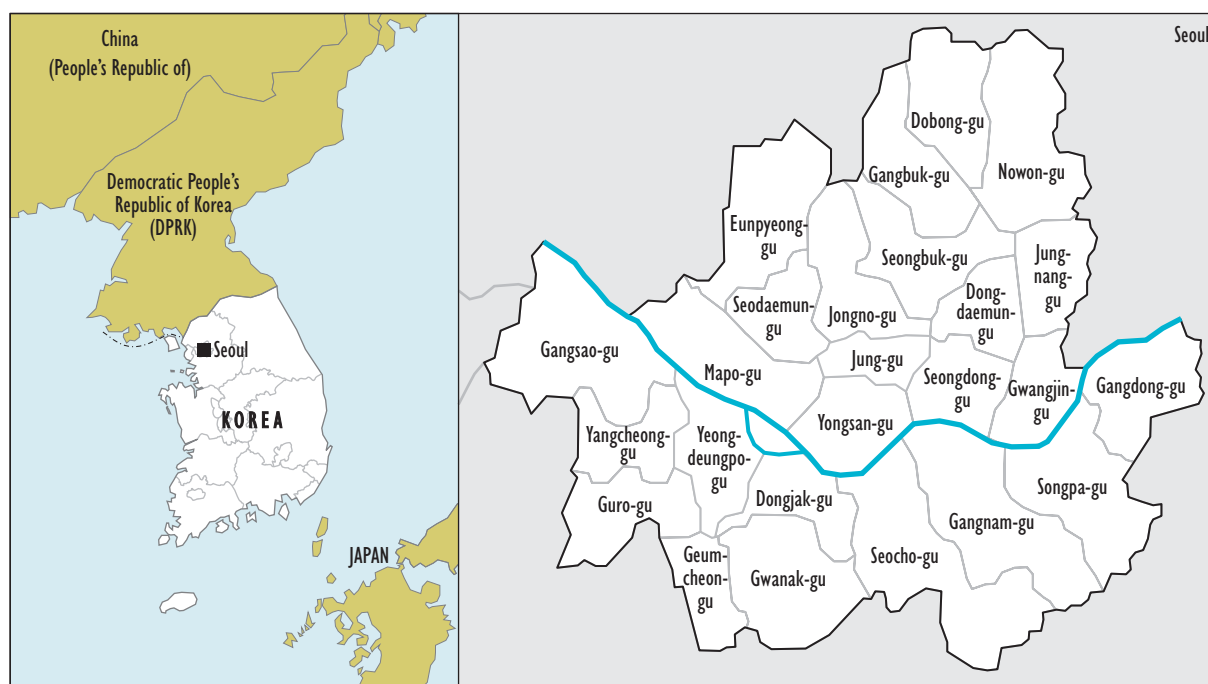 China
(People's Republic of)
Democratic People's
Republic of Korea
(DPRK)
Seoul
KOREA
JAPAN
Seoul
Dobong-gu
Gangbuk-gu
Nowon-gu
Eunpyeong-
gu
Seongbuk-gu
Jung-
nang-
gu
Seodaemun-
gu
Jongno-gu
Dong-
daemun-
gu
Gangsao-gu
Mapo-gu
Jung-gu
Seongdong-
gu
Gwangjin-
gu
Gangdong-gu
Yangcheong-
gu
Yeong-
deungpo-
gu
Yongsan-gu
Guro-gu
Dongjak-gu
Songpa-gu
Gangnam-gu
Geum-
cheon-
gu
Gwanak-gu
Seocho-gu